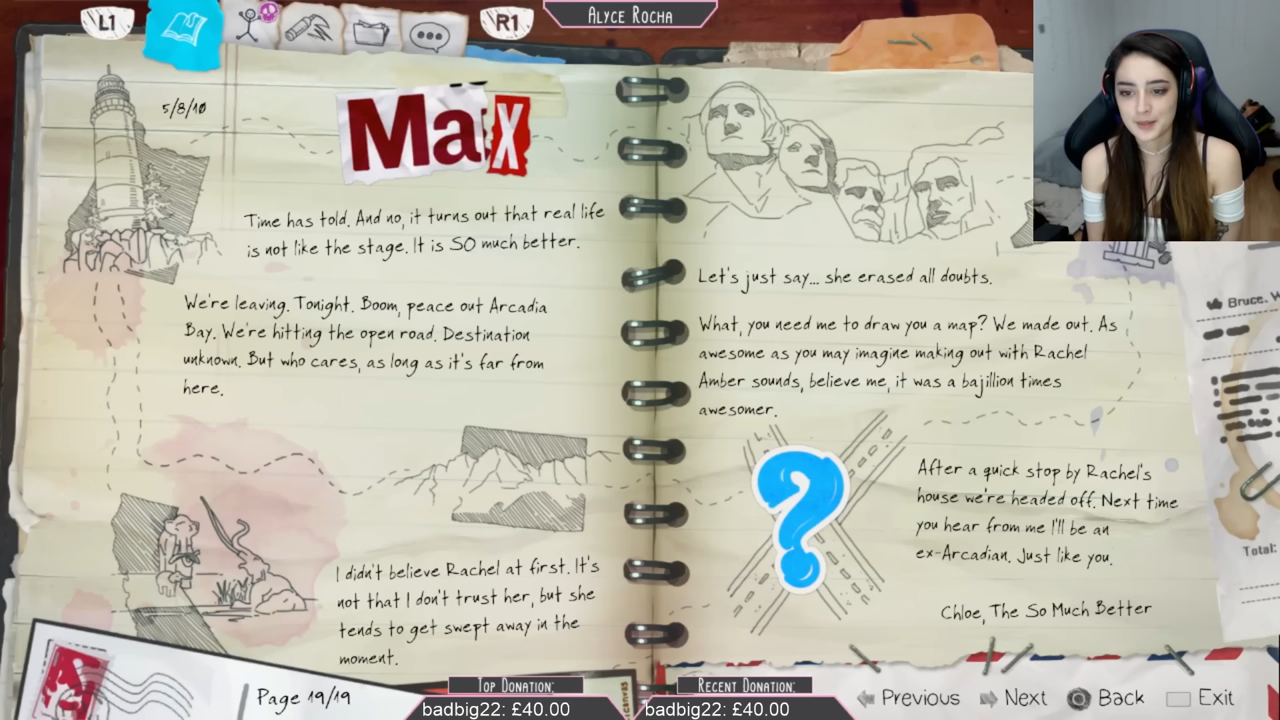 L1
R1
Alyce Rocha
5/8/10
Max
Time has told. And no, it turns out that real life
is not like the stage. It is SO much better.
We're leaving. Tonight. Boom, peace out Arcadia
Bay. We're hitting the open road. Destination
unknown. But who cares, as long as it's far from
here.
I didn't believe Rachel at first. It's
not that I don't trust her, but she
tends to get swept away in the
moment.
Let's just say... she erased all doubts.
What, you need me to draw you a map? We made out. As
awesome as you may imagine making out with Rachel
Amber sounds, believe me, it was a bajillion times
awesomer.
?
After a quick stop by Rachel's
house we're headed off. Next time
you hear from me I'll be an
ex-Arcadian. Just like you.
Chloe, The So Much Better
Bruce. W
Total:
Page 19/19
Previous
Next
Back
Exit
Top Donation:
badbig22: £40.00
Recent Donation:
badbig22: £40.00